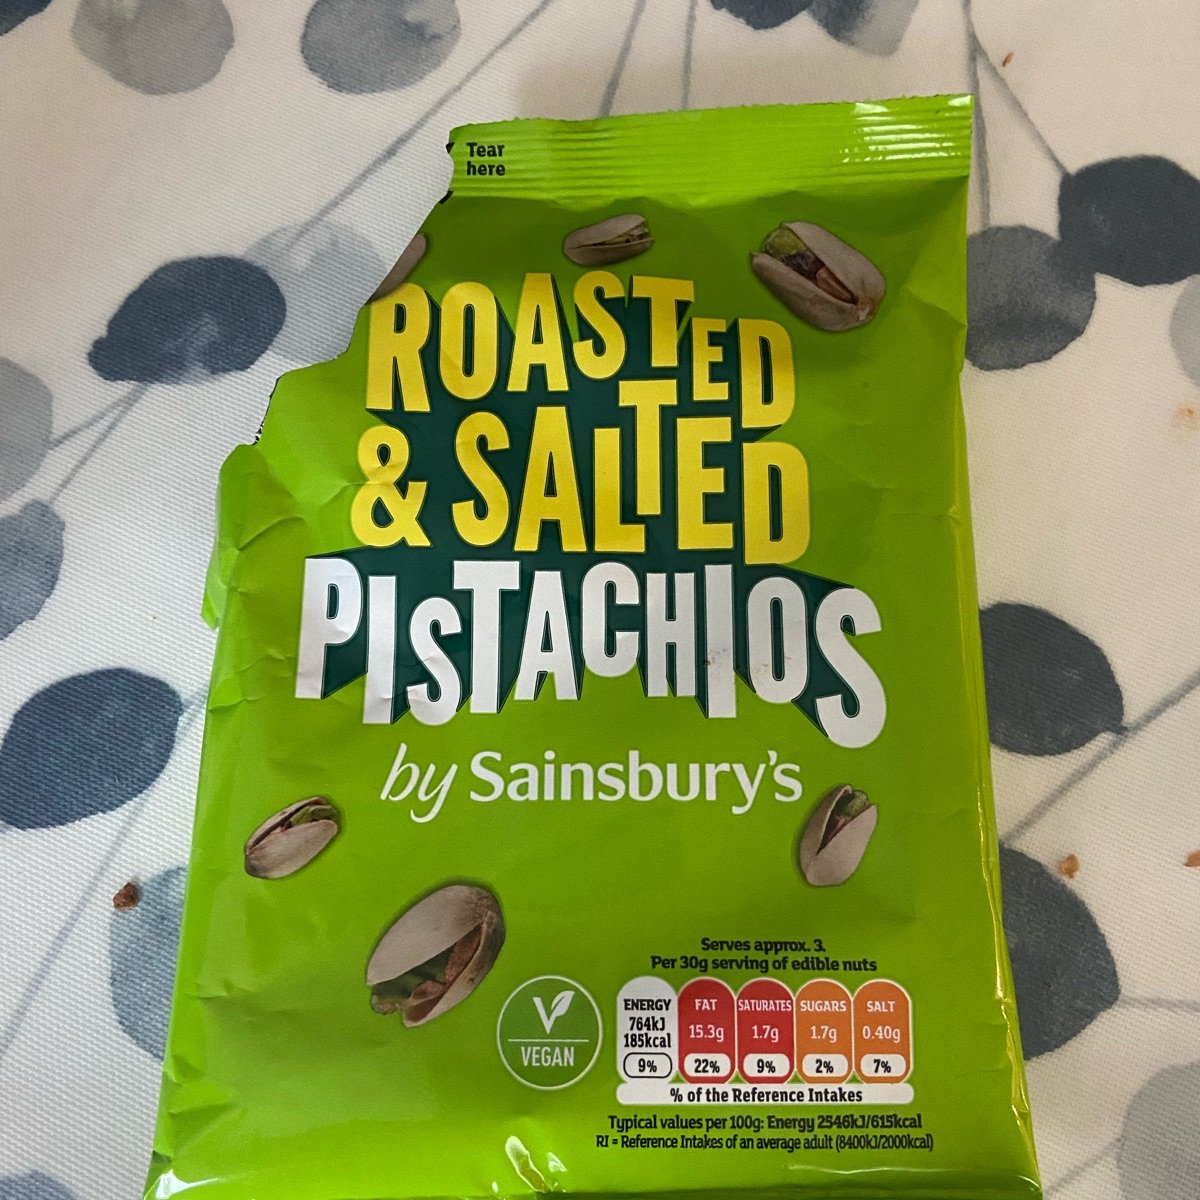 Tear
here
ROASTED
& SALTED
PISTACHIOS
by Sainsbury's
Serves approx. 3.
Per 30g serving of edible nuts
ENERGY FAT SATURATES SUGARS SALT
764kJ
185kcal 15.3g 1.7g 1.7g 0.40g
9% 22% 9% 2% 7%
% of the Reference Intakes
V
VEGAN
Typical values per 100g: Energy 2546kJ/615kcal
RI = Reference Intakes of an average adult (8400kJ/2000kcal)